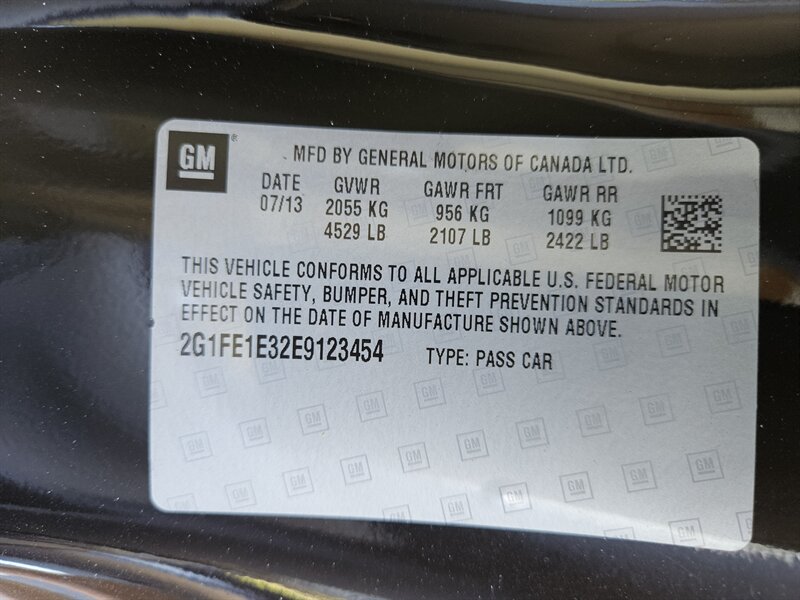 GM
MFD BY GENERAL MOTORS OF CANADA LTD.
DATE GVWR GAWR FRT GAWR RR
07/13 2055 KG 956 KG 1099 KG
4529 LB 2107 LB 2422 LB
THIS VEHICLE CONFORMS TO ALL APPLICABLE U.S. FEDERAL MOTOR
VEHICLE SAFETY, BUMPER, AND THEFT PREVENTION STANDARDS IN
EFFECT ON THE DATE OF MANUFACTURE SHOWN ABOVE.
2G1FE1E32E9123454 TYPE: PASS CAR